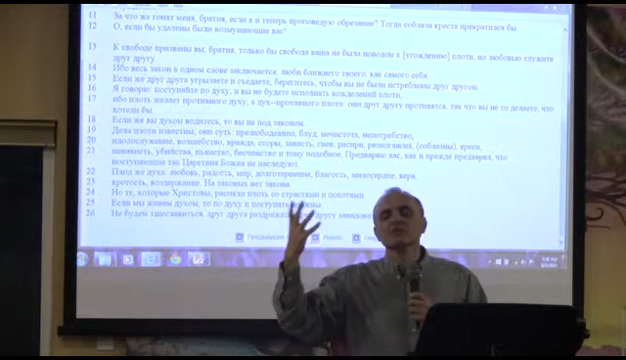 11 За что же гонят меня, братия, если я и теперь проповедую обрезание? Тогда соблазн креста прекратился бы.
12 О, если бы удалены были возмущающие вас!
13 К свободе призваны вы, братия, только бы свобода ваша не была поводом к [угождению] плоти, но любовью служите
друг другу.
14 Ибо весь закон в одном слове заключается: люби ближнего твоего, как самого себя.
15 Если же друг друга угрызаете и съедаете, берегитесь, чтобы вы не были истреблены друг другом.
16 Я говорю: поступайте по духу, и вы не будете исполнять вожделений плоти,
17 ибо плоть желает противного духу, а дух--противного плоти: они друг другу противятся, так что вы не то делаете, что
хотели бы.
18 Если же вы духом водитесь, то вы не под законом.
19 Дела плоти известны; они суть: прелюбодеяние, блуд, нечистота, непотребство,
20 идолослужение, волшебство, вражда, ссоры, зависть, гнев, распри, разногласия, (соблазны), ереси,
21 ненависть, убийства, пьянство, бесчинство и тому подобное. Предваряю вас, как и прежде предварял, что
поступающие так Царствия Божия не наследуют.
22 Плод же духа: любовь, радость, мир, долготерпение, благость, милосердие, вера,
23 кротость, воздержание. На таковых нет закона.
24 Но те, которые Христовы, распяли плоть со страстями и похотями.
25 Если мы живем духом, то по духу и поступать
26 Не будем тщеславиться, друг друга раздражать, другу завидовать